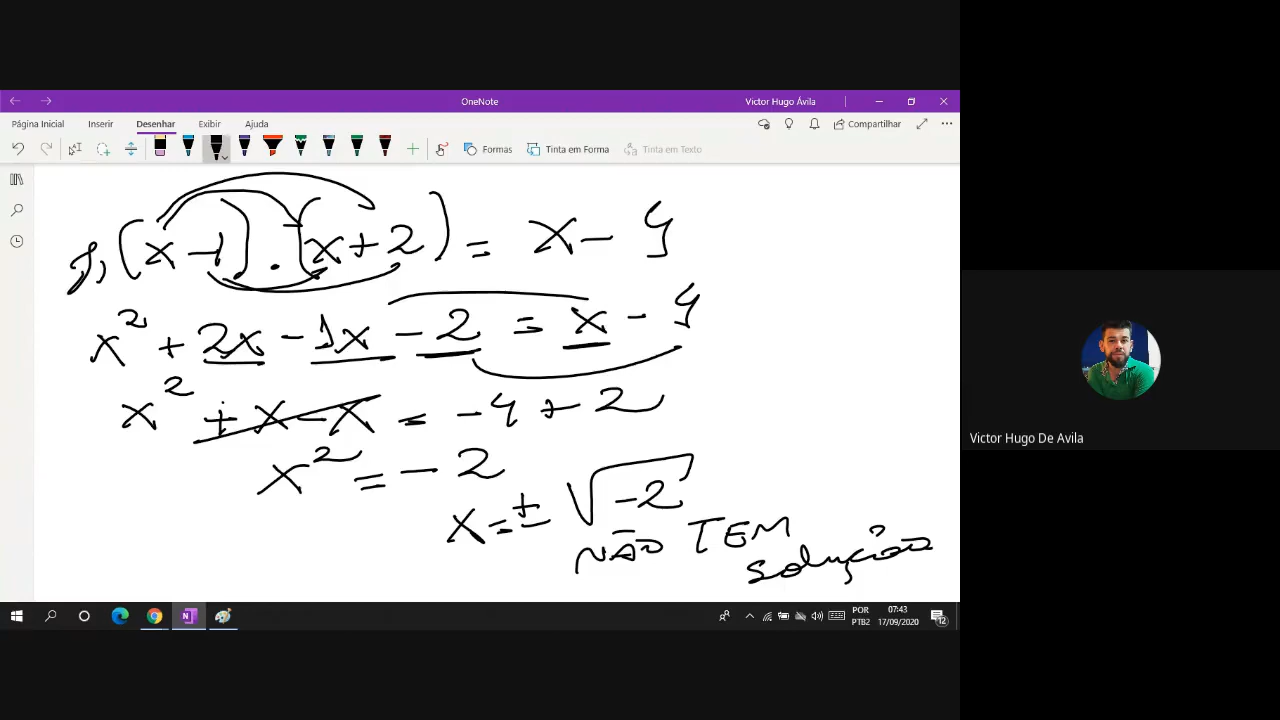 OneNote
Victor Hugo Ávila
Página Inicial Inserir Desenhar Exibir Ajuda
Compartilhar
Formas Tinta em Forma Tinta em Texto
f, (x - 1) . (x + 2) = x - 4
x² + 2x - 1x - 2 = x - 4
x² + x - x = -4 + 2
x² = - 2
x = ± √-2
NÃO TEM
solução
Victor Hugo De Avila
POR 07:43
PTB2 17/09/2020 12